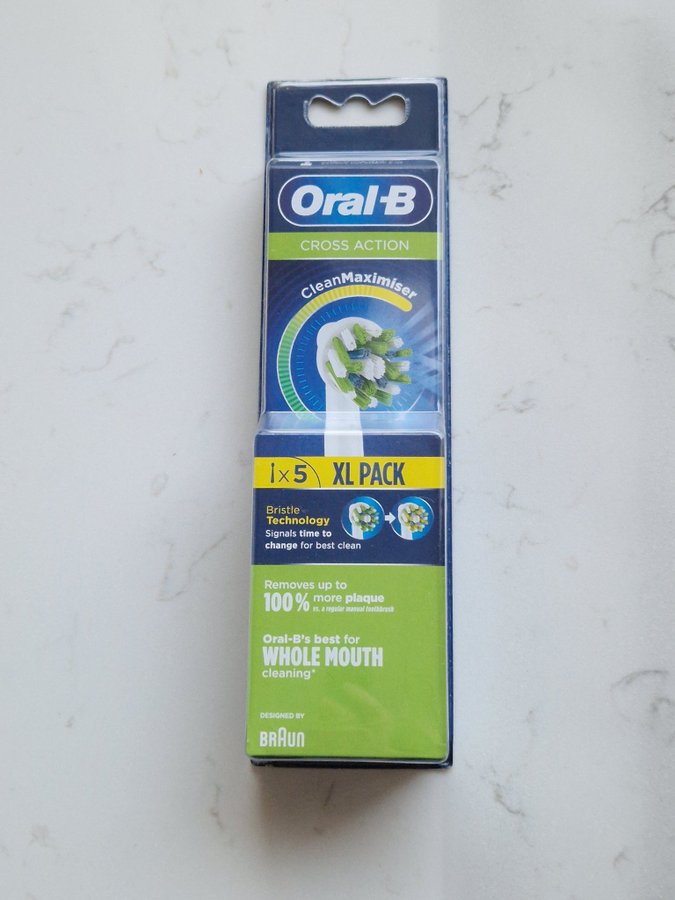 Oral-B
CROSS ACTION
CleanMaximiser
x5 XL PACK
Bristle
Technology
Signals time to
change for best clean
Removes up to
100% more plaque
vs. a regular manual toothbrush
Oral-B's best for
WHOLE MOUTH
cleaning*
DESIGNED BY
BRAUN